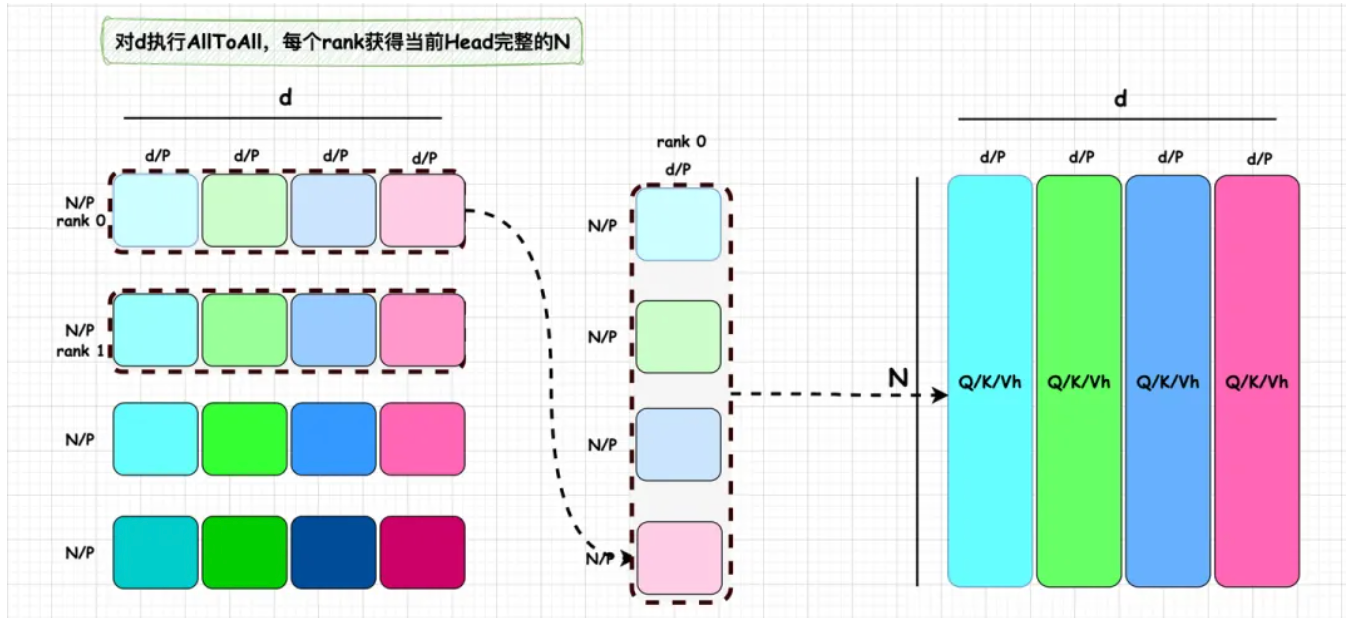 对d执行AllToAll，每个rank获得当前Head完整的N
d
d/P d/P d/P d/P
N/P
rank 0
N/P
rank 1
N/P
N/P
rank 0
d/P
N/P
N/P
N/P
N/P
d
d/P d/P d/P d/P
N
Q/K/Vh Q/K/Vh Q/K/Vh Q/K/Vh